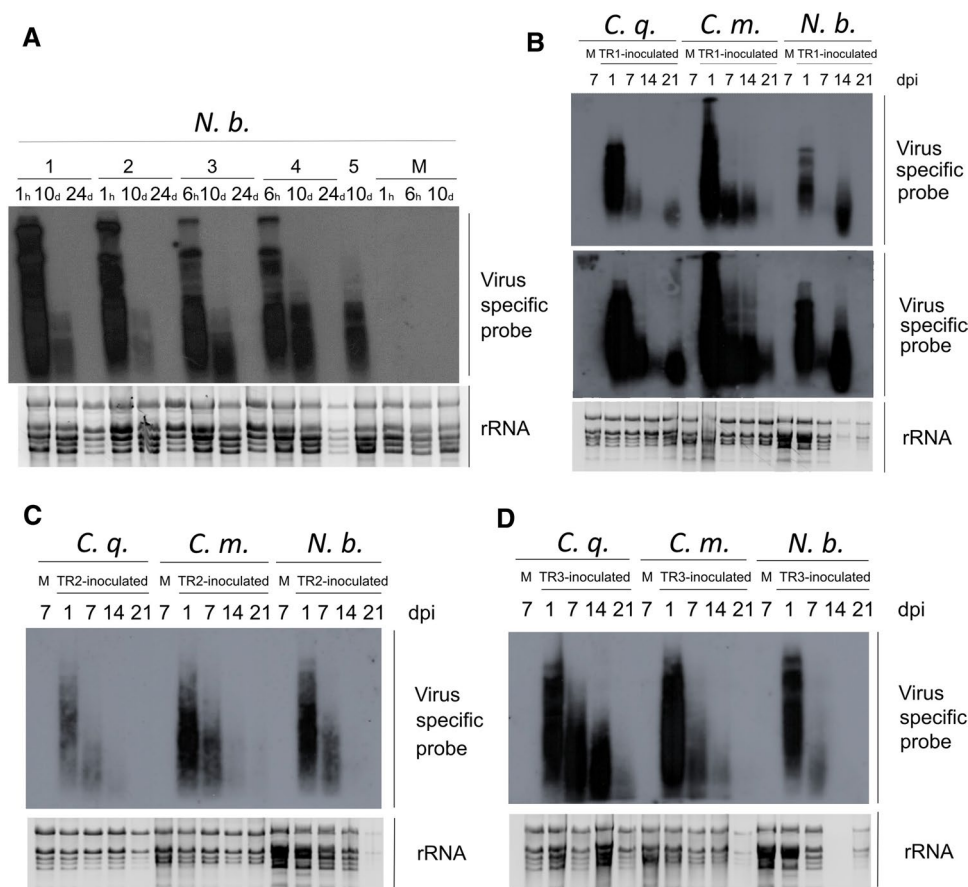 A
N. b.
1 2 3 4 5 M
1h 10d 24d 1h 10d 24d 6h 10d 24d 6h 10d 24d 10d 1h 6h 10d
Virus
specific
probe
rRNA
B
C. q. C. m. N. b.
M TR1-inoculated M TR1-inoculated M TR1-inoculated
7 1 7 14 21 7 1 7 14 21 7 1 7 14 21 dpi
Virus
specific
probe
Virus
specific
probe
rRNA
C
C. q. C. m. N. b.
M TR2-inoculated M TR2-inoculated M TR2-inoculated
7 1 7 14 21 7 1 7 14 21 7 1 7 14 21 dpi
Virus
specific
probe
rRNA
D
C. q. C. m. N. b.
M TR3-inoculated M TR3-inoculated M TR3-inoculated
7 1 7 14 21 7 1 7 14 21 7 1 7 14 21 dpi
Virus
specific
probe
rRNA